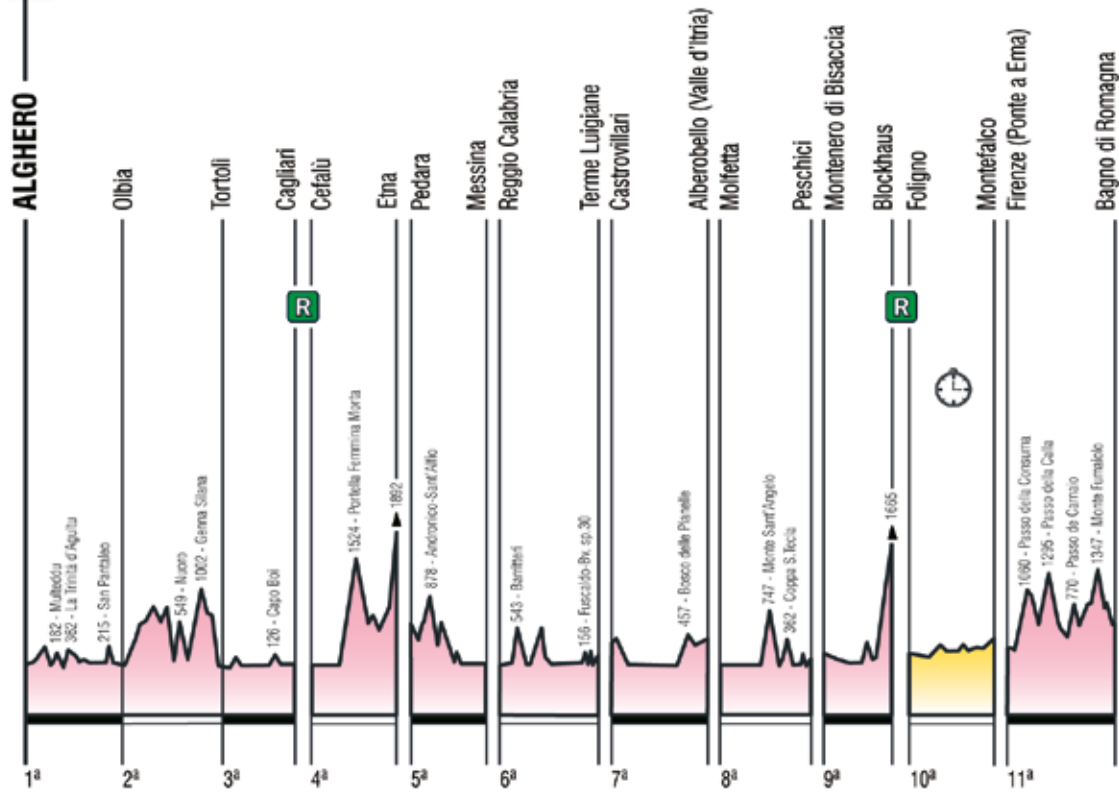 ALGHERO
Olbia
Tortolì
Cagliari
Cefalù
Etna
Pedara
Messina
Reggio Calabria
Terme Luigiane
Castrovillari
Alberobello (Valle d'Itria)
Molfetta
Peschici
Montenero di Bisaccia
Blockhaus
Foligno
Montefalco
Firenze (Ponte a Ema)
Bagno di Romagna
R
R
182 - Multeddu
362 - La Trinità d'Agultu
215 - San Pantaleo
549 - Nuoro
1002 - Genna Silana
126 - Capo Boi
1524 - Portella Femmina Morta
1892
878 - Andronico-Sant'Alfio
543 - Barritteri
156 - Fuscaldo-Bv. sp.30
457 - Bosco delle Pianelle
747 - Monte Sant'Angelo
362 - Coppa S.Tecla
1665
1060 - Passo della Consuma
1295 - Passo della Calla
770 - Passo de Carnaio
1347 - Monte Fumaiolo
1ª
2ª
3ª
4ª
5ª
6ª
7ª
8ª
9ª
10ª
11ª